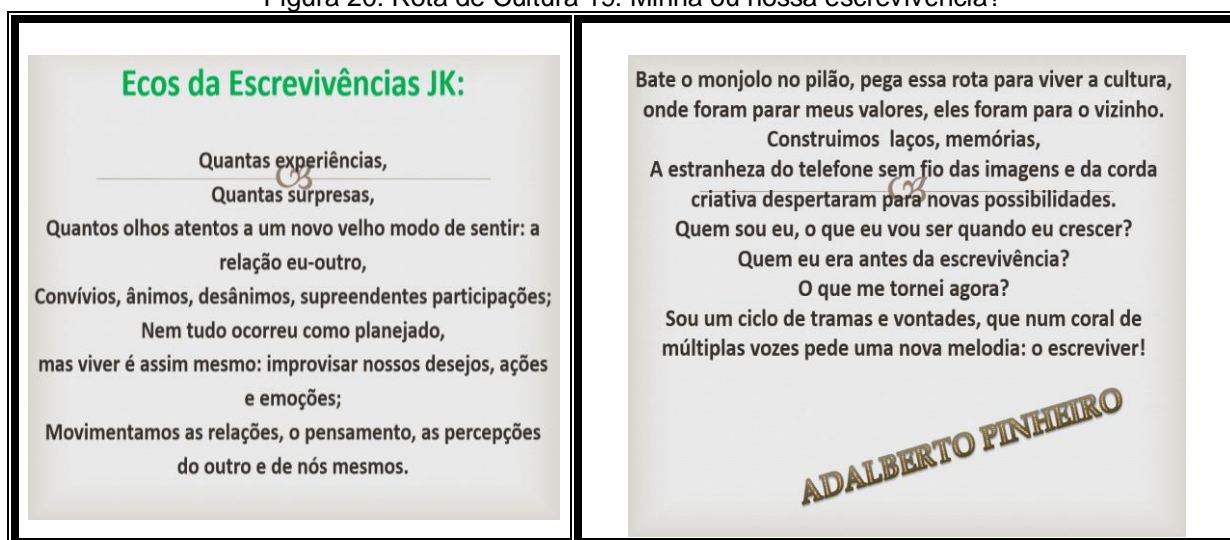 Figura 20: Rota de Cultura 19: Minha ou nossa escrevivência?
Ecos da Escrevivências JK:
Quantas experiências,
Quantas surpresas,
Quantos olhos atentos a um novo velho modo de sentir: a
relação eu-outro,
Convívios, ânimos, desânimos, supreendentes participações;
Nem tudo ocorreu como planejado,
mas viver é assim mesmo: improvisar nossos desejos, ações
e emoções;
Movimentamos as relações, o pensamento, as percepções
do outro e de nós mesmos.
Bate o monjolo no pilão, pega essa rota para viver a cultura,
onde foram parar meus valores, eles foram para o vizinho.
Construimos laços, memórias,
A estranheza do telefone sem fio das imagens e da corda
criativa despertaram para novas possibilidades.
Quem sou eu, o que eu vou ser quando eu crescer?
Quem eu era antes da escrevivência?
O que me tornei agora?
Sou um ciclo de tramas e vontades, que num coral de
múltiplas vozes pede uma nova melodia: o escreviver!
ADALBERTO PINHEIRO